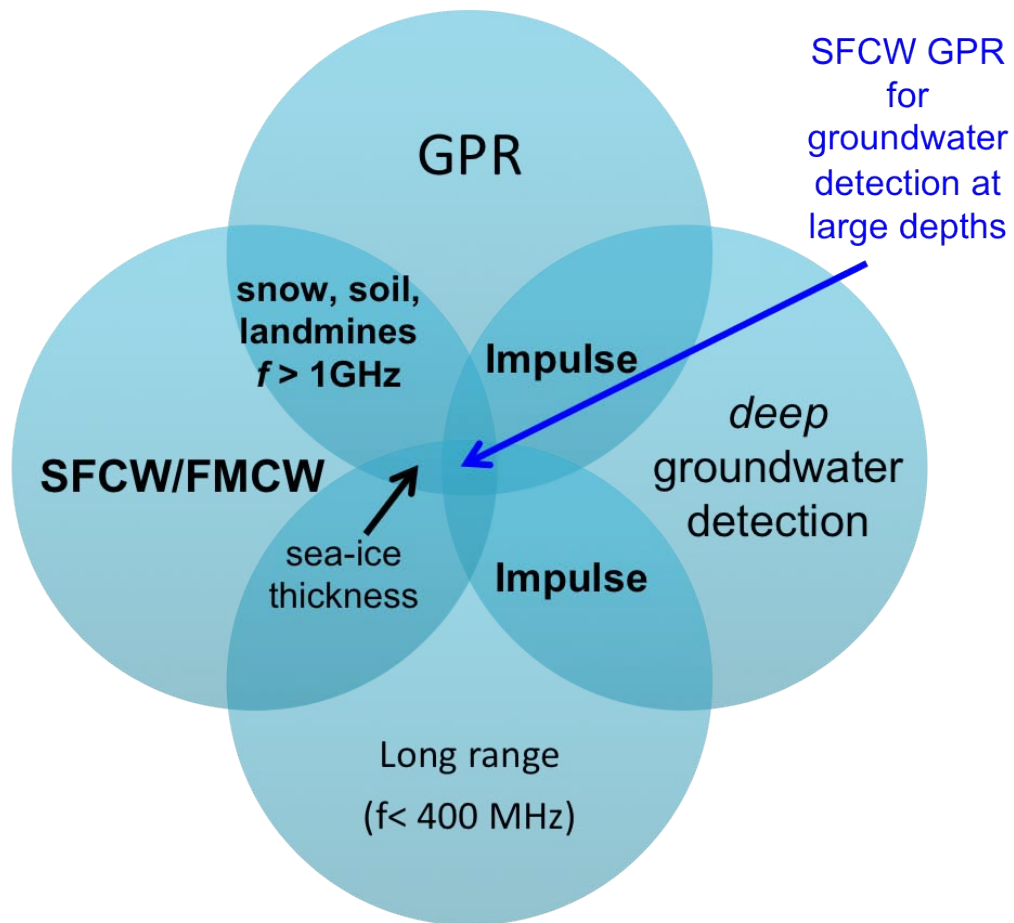 GPR
SFCW GPR
for
groundwater
detection at
large depths
snow, soil,
landmines
f > 1GHz
Impulse
SFCW/FMCW
deep
groundwater
detection
sea-ice
thickness
Impulse
Long range
(f< 400 MHz)